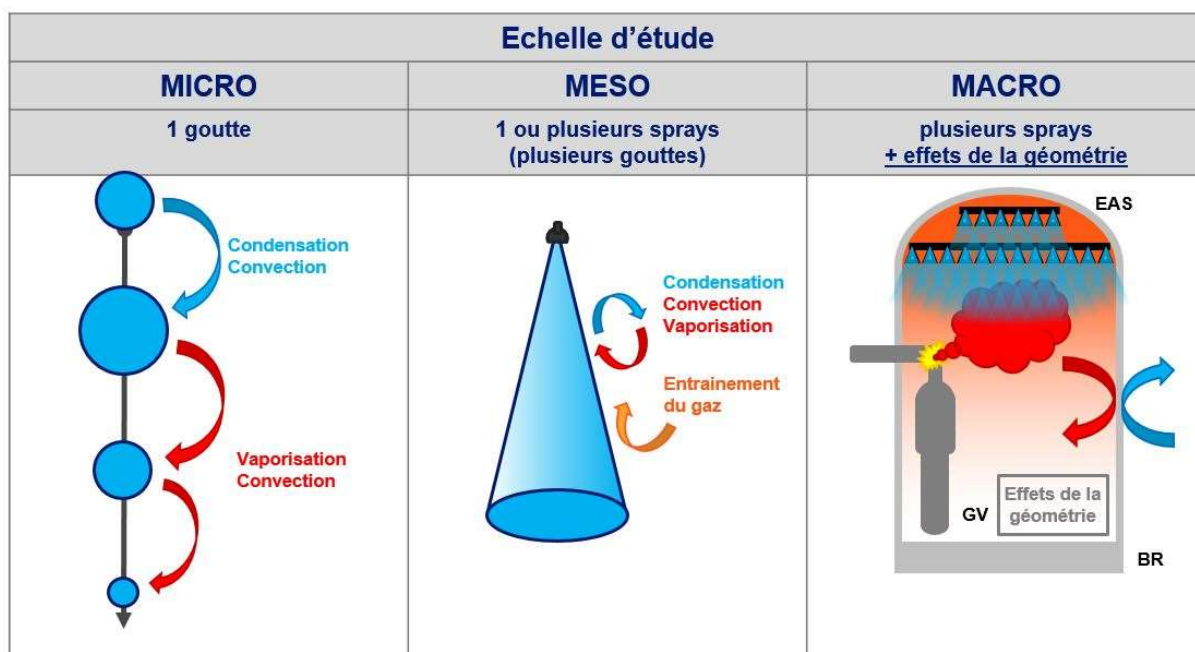 Echelle d'étude
MICRO
MESO
MACRO
1 goutte
1 ou plusieurs sprays
(plusieurs gouttes)
plusieurs sprays
+ effets de la géométrie
Condensation
Convection
Vaporisation
Convection
Condensation
Convection
Vaporisation
Entrainement
du gaz
EAS
GV
Effets de la
géométrie
BR